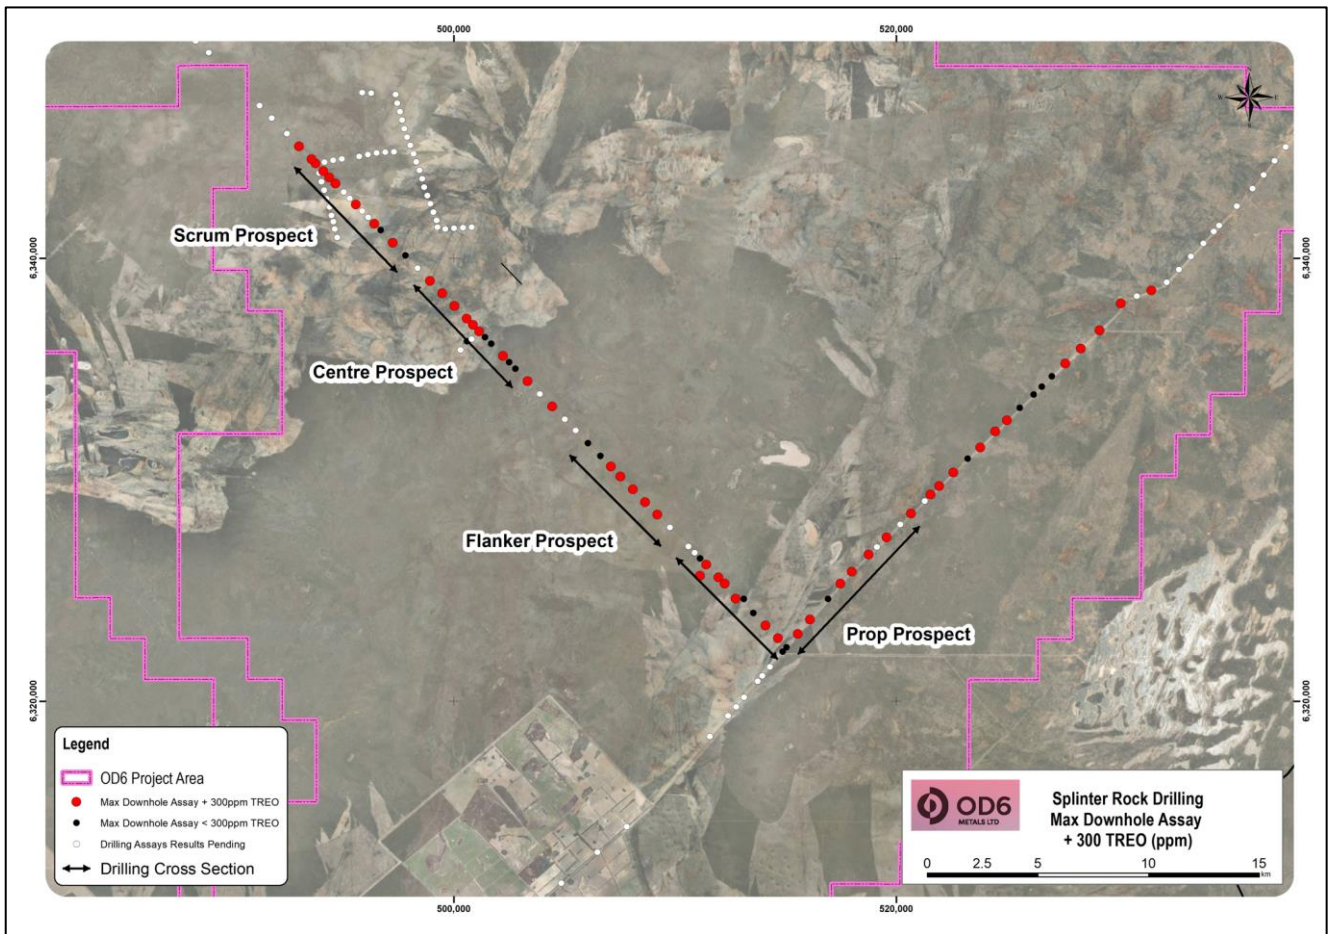 500,000
520,000
6,340,000
6,340,000
Scrum Prospect
Centre Prospect
Flanker Prospect
Prop Prospect
6,320,000
6,320,000
Legend
OD6 Project Area
Max Downhole Assay + 300ppm TREO
Max Downhole Assay < 300ppm TREO
Drilling Assays Results Pending
Drilling Cross Section
OD6
METALS LTD
Splinter Rock Drilling
Max Downhole Assay
+ 300 TREO (ppm)
0 2.5 5 10 15
km
500,000
520,000